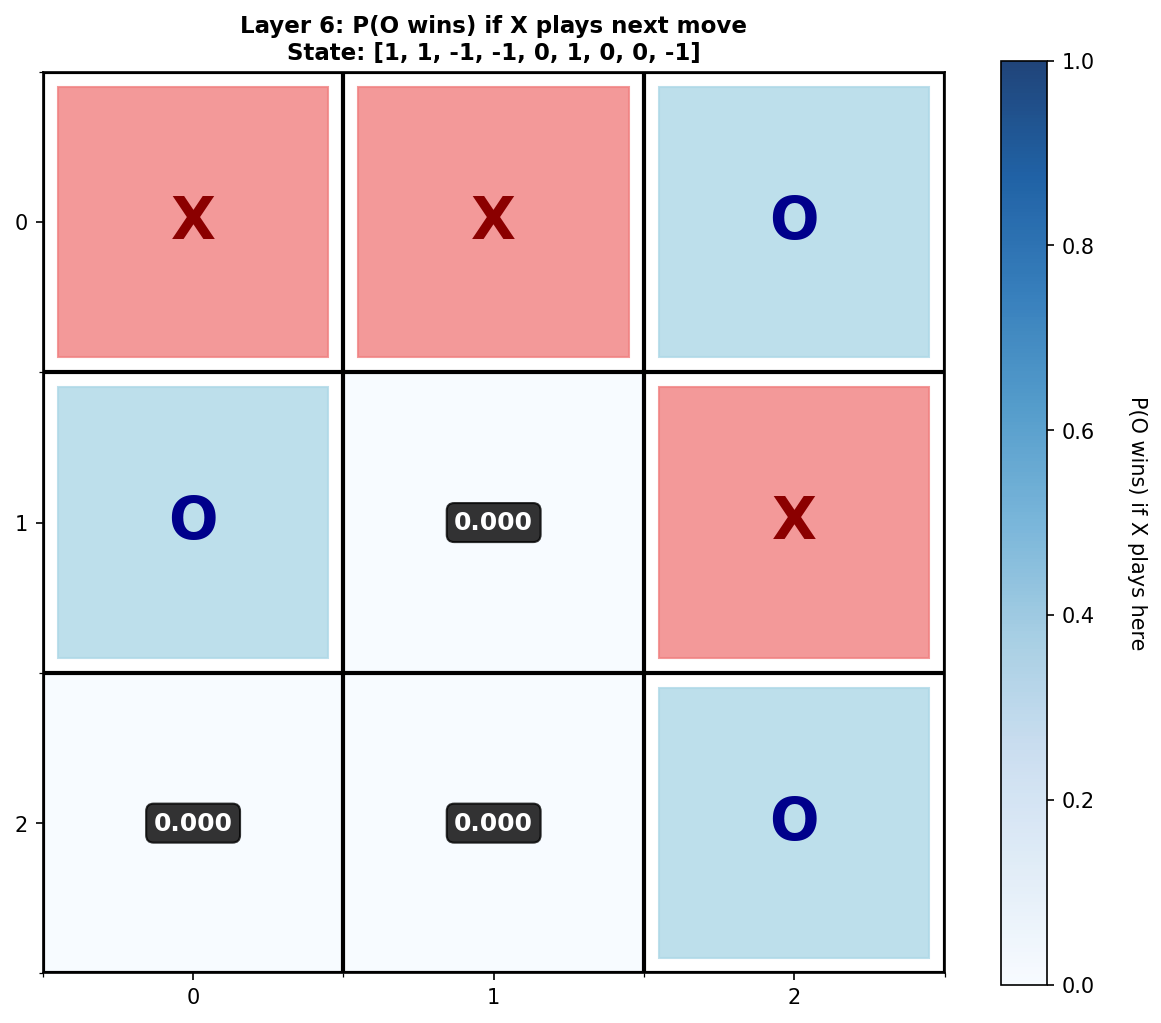 Layer 6: P(O wins) if X plays next move
State: [1, 1, -1, -1, 0, 1, 0, 0, -1]
0
X
X
O
1
O
0.000
X
2
0.000
0.000
O
0
1
2
1.0
0.8
0.6
0.4
0.2
0.0
P(O wins) if X plays here